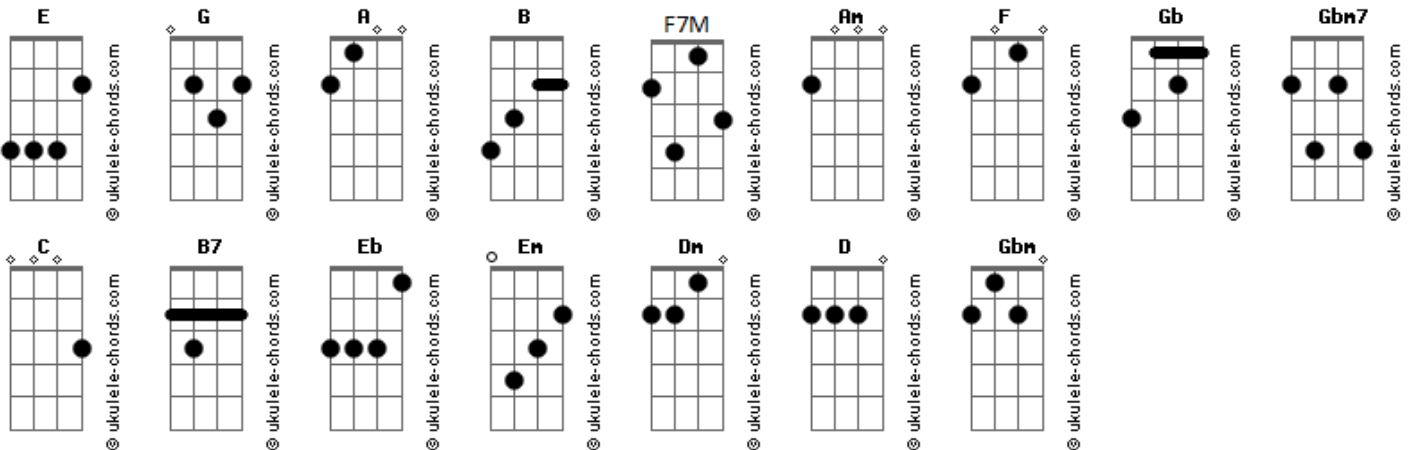 E G A B F7M Am F Gb Gbm7
© ukulele-chords.com © ukulele-chords.com © ukulele-chords.com © ukulele-chords.com © ukulele-chords.com © ukulele-chords.com © ukulele-chords.com © ukulele-chords.com © ukulele-chords.com
C B7 Eb Em Dm D Gbm
© ukulele-chords.com © ukulele-chords.com © ukulele-chords.com © ukulele-chords.com © ukulele-chords.com © ukulele-chords.com © ukulele-chords.com